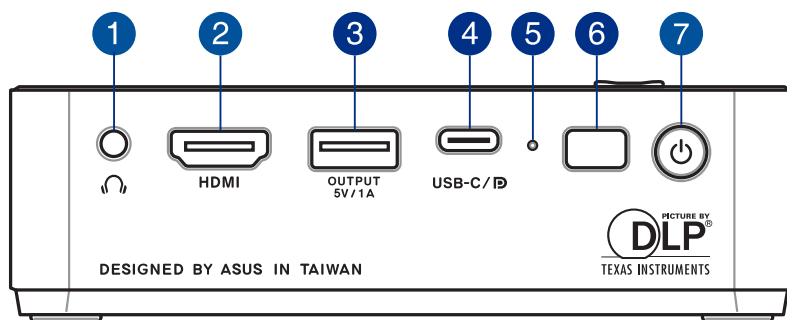 1 2 3 4 5 6 7
HDMI
OUTPUT
5V/1A
USB-C/
PICTURE BY
DLP®
TEXAS INSTRUMENTS
DESIGNED BY ASUS IN TAIWAN